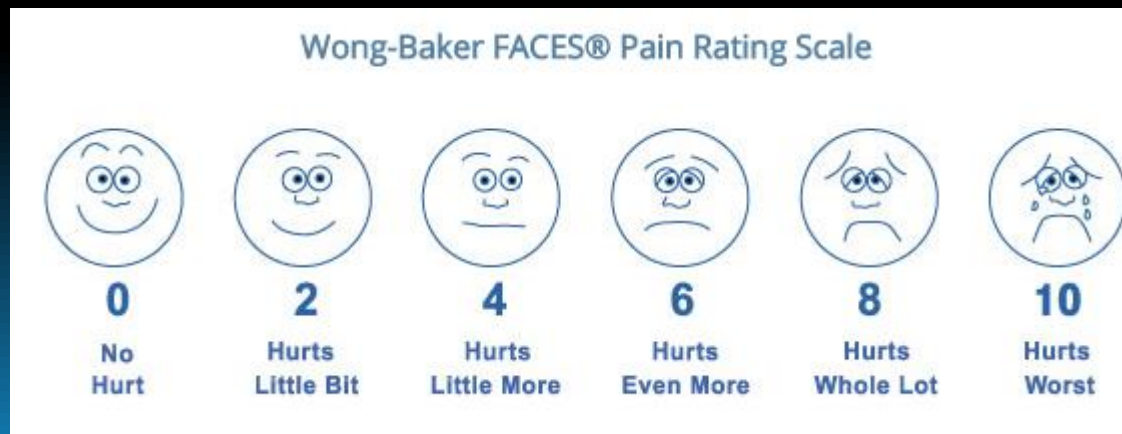 Wong-Baker FACES® Pain Rating Scale
0 2 4 6 8 10
No Hurts Hurts Hurts Hurts Hurts
Hurt Little Bit Little More Even More Whole Lot Worst